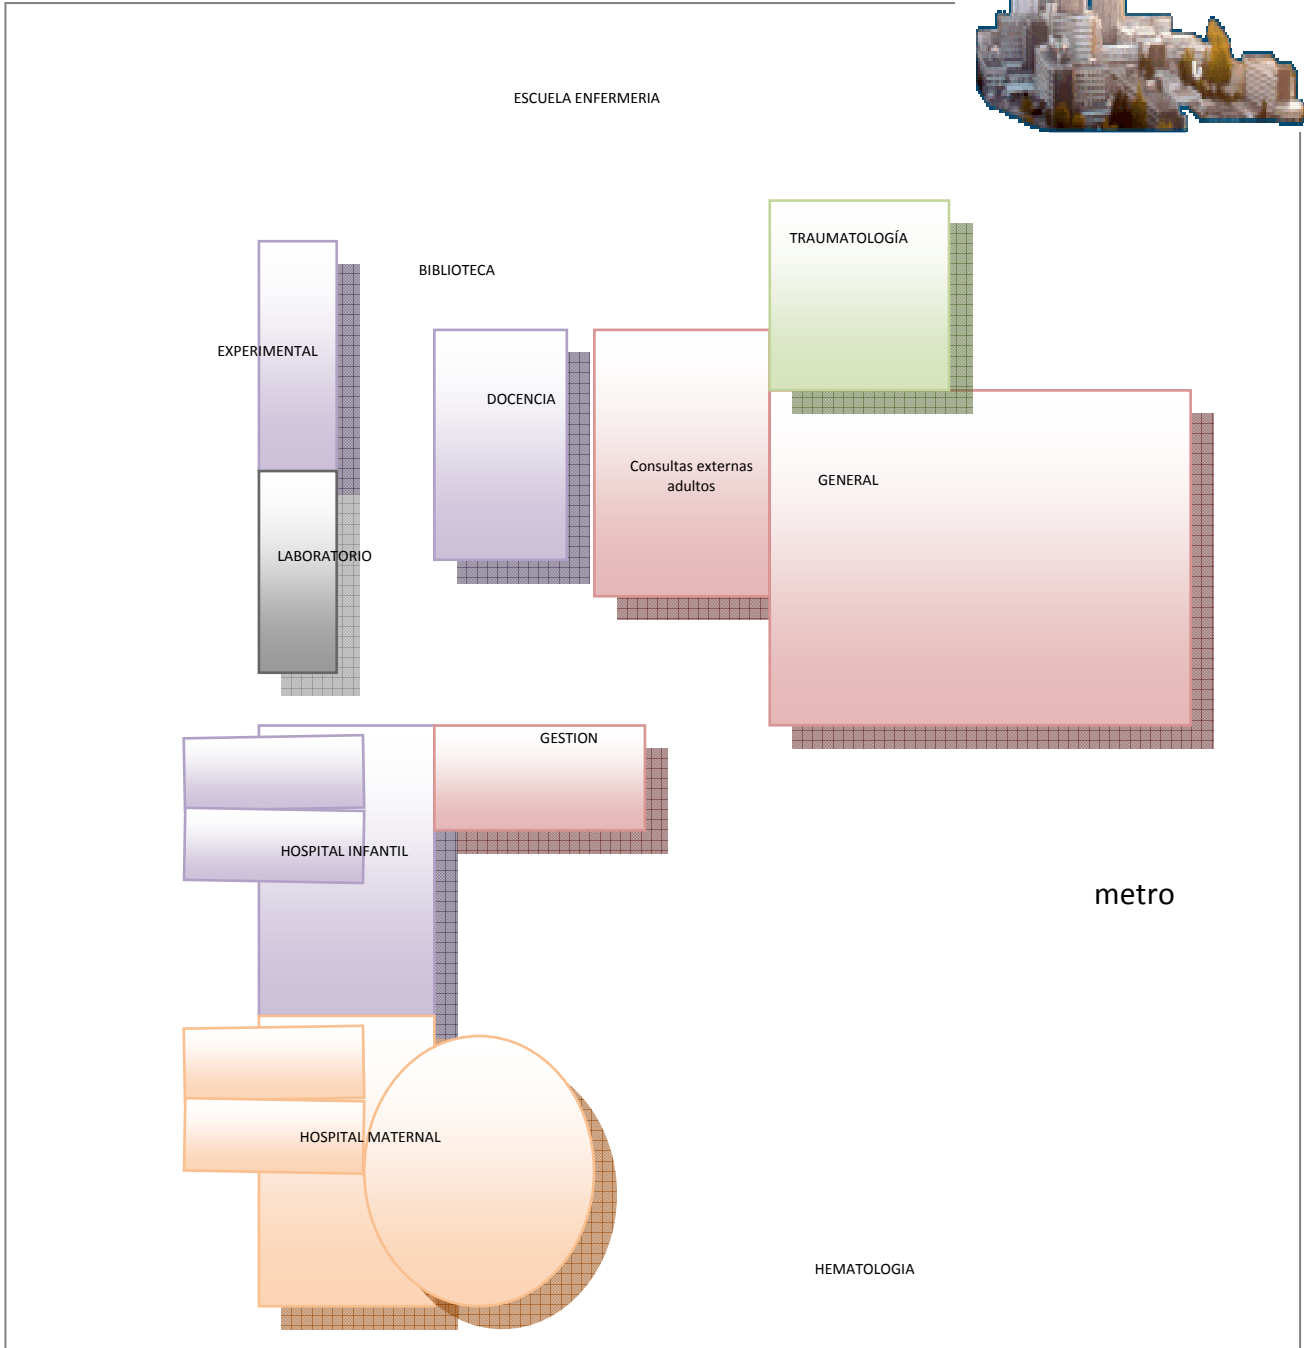 ESCUELA ENFERMERIA
TRAUMATOLOGÍA
BIBLIOTECA
EXPERIMENTAL
DOCENCIA
Consultas externas
adultos
GENERAL
LABORATORIO
GESTION
HOSPITAL INFANTIL
metro
HOSPITAL MATERNAL
HEMATOLOGIA